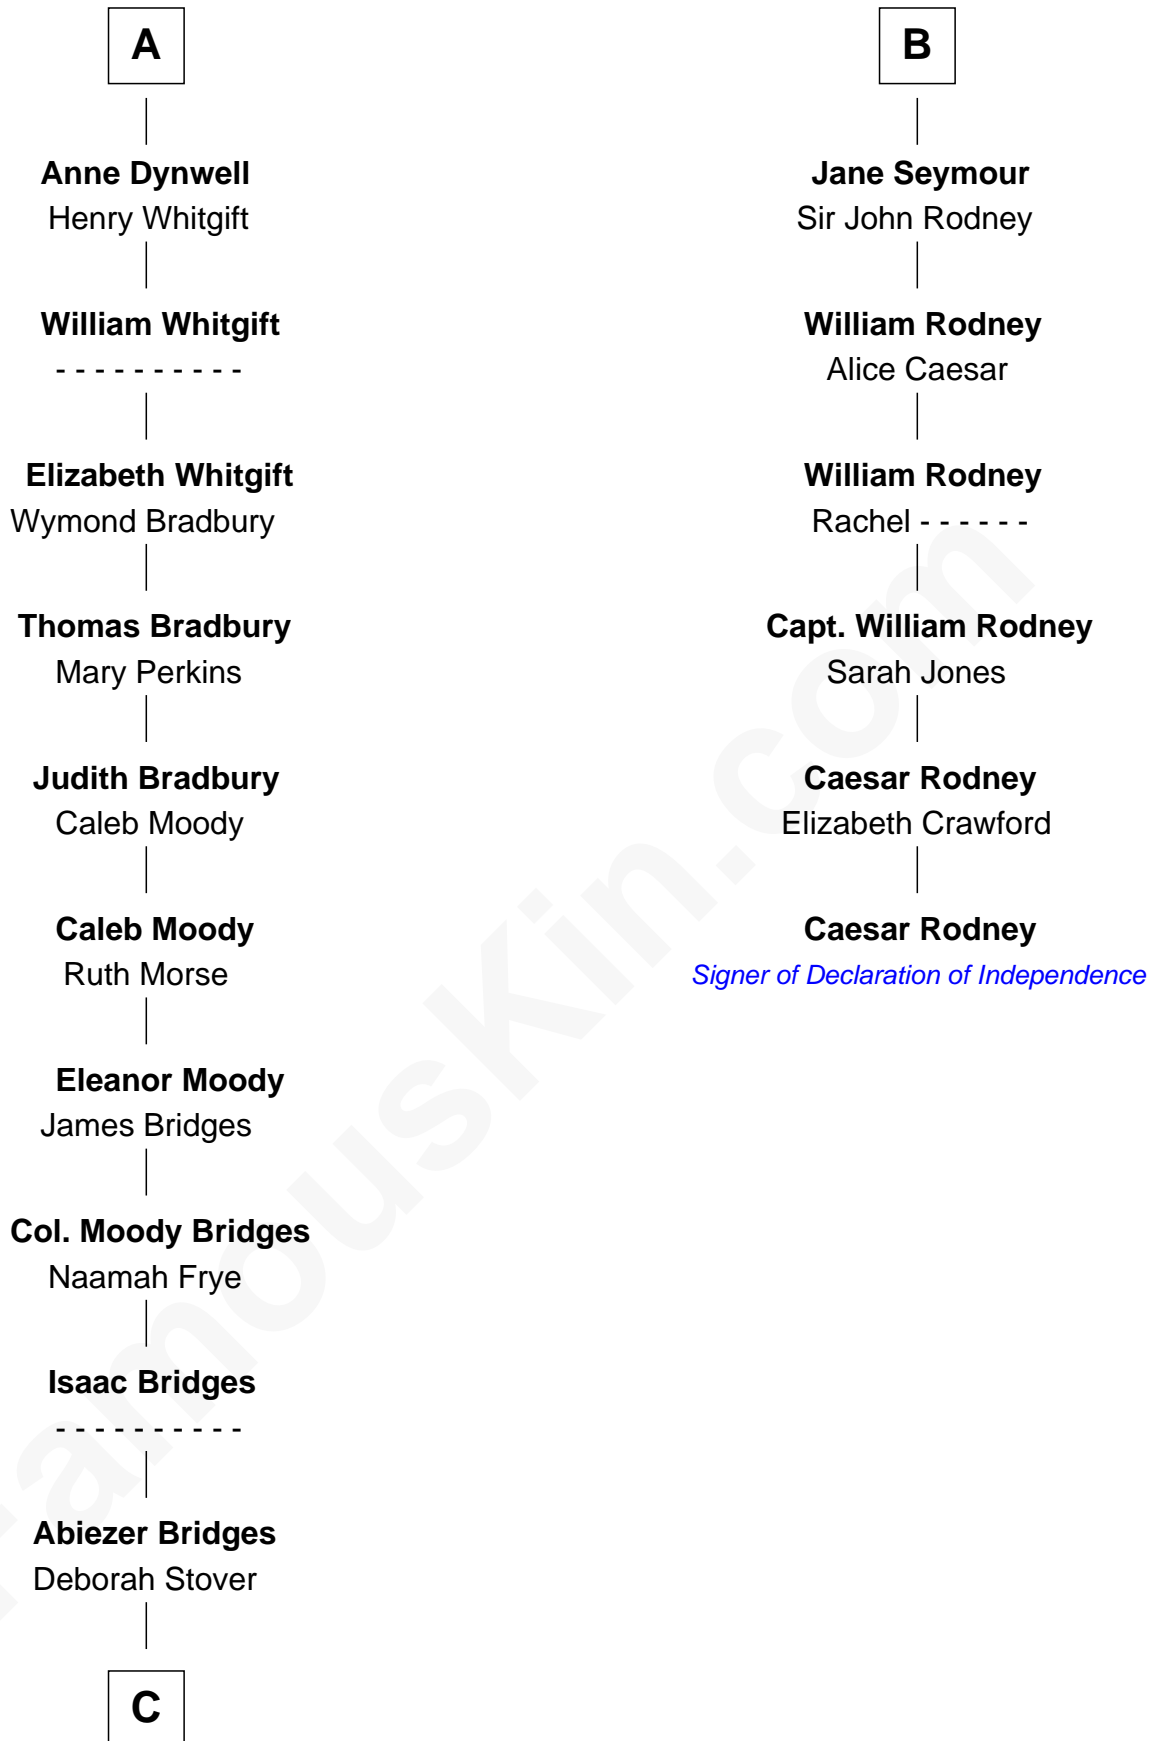 A
Anne Dynwell
Henry Whitgift
William Whitgift
- - - - - - - - - -
Elizabeth Whitgift
Wymond Bradbury
Thomas Bradbury
Mary Perkins
Judith Bradbury
Caleb Moody
Caleb Moody
Ruth Morse
Eleanor Moody
James Bridges
Col. Moody Bridges
Naamah Frye
Isaac Bridges
- - - - - - - - - -
Abiezer Bridges
Deborah Stover
C
B
Jane Seymour
Sir John Rodney
William Rodney
Alice Caesar
William Rodney
Rachel - - - - - -
Capt. William Rodney
Sarah Jones
Caesar Rodney
Elizabeth Crawford
Caesar Rodney
Signer of Declaration of Independence
FamousKin.com